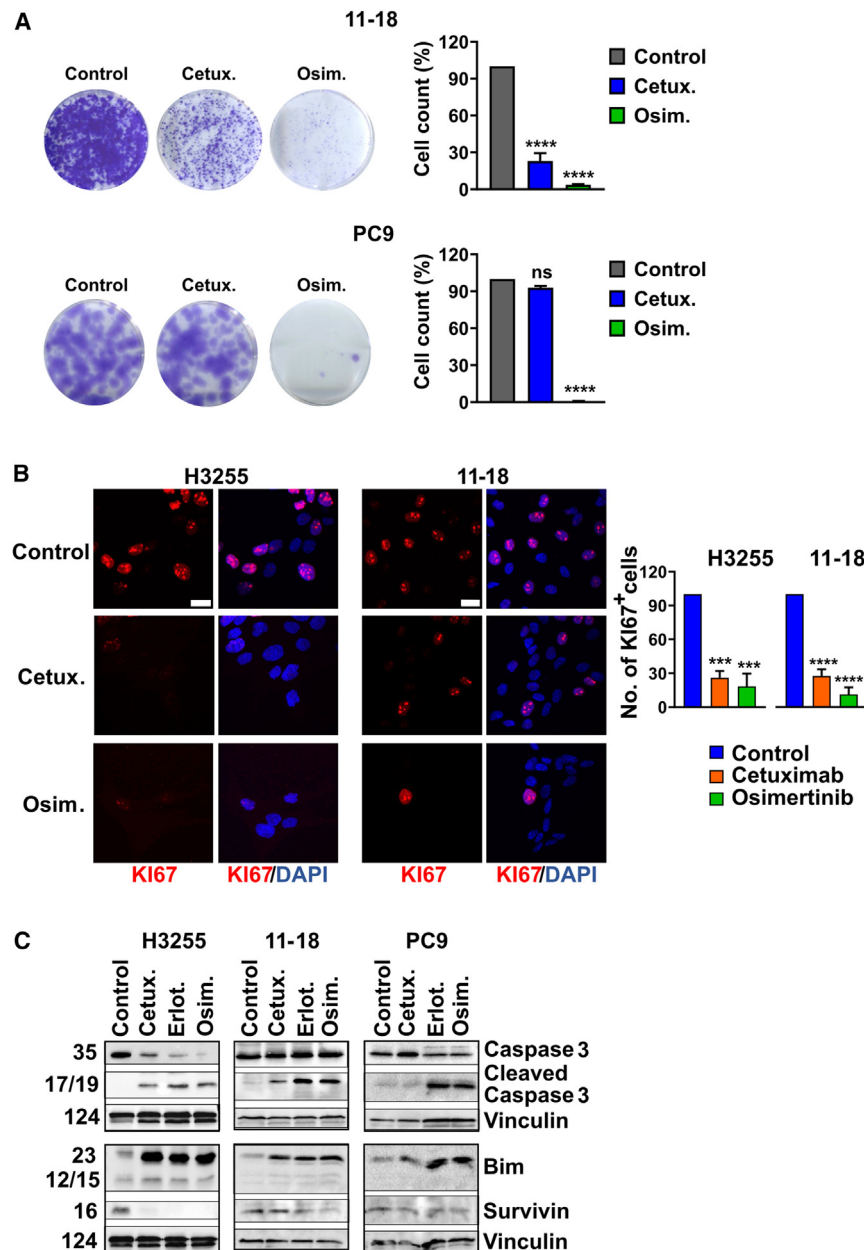 A
11-18
Control Cetux. Osim.
Cell count (%)
120
90
60
30
0
****
****
Control
Cetux.
Osim.
PC9
Control Cetux. Osim.
Cell count (%)
120
90
60
30
0
ns
****
Control
Cetux.
Osim.
B
H3255 11-18
Control
Cetux.
Osim.
KI67 KI67/DAPI KI67 KI67/DAPI
H3255 11-18
No. of KI67+cells
120
90
60
30
0
*** ***
**** ****
Control
Cetuximab
Osimertinib
C
H3255 11-18 PC9
Control Cetux. Erlot. Osim. Control Cetux. Erlot. Osim. Control Cetux. Erlot. Osim.
35 Caspase 3
17/19 Cleaved
Caspase 3
124 Vinculin
23 Bim
12/15
16 Survivin
124 Vinculin